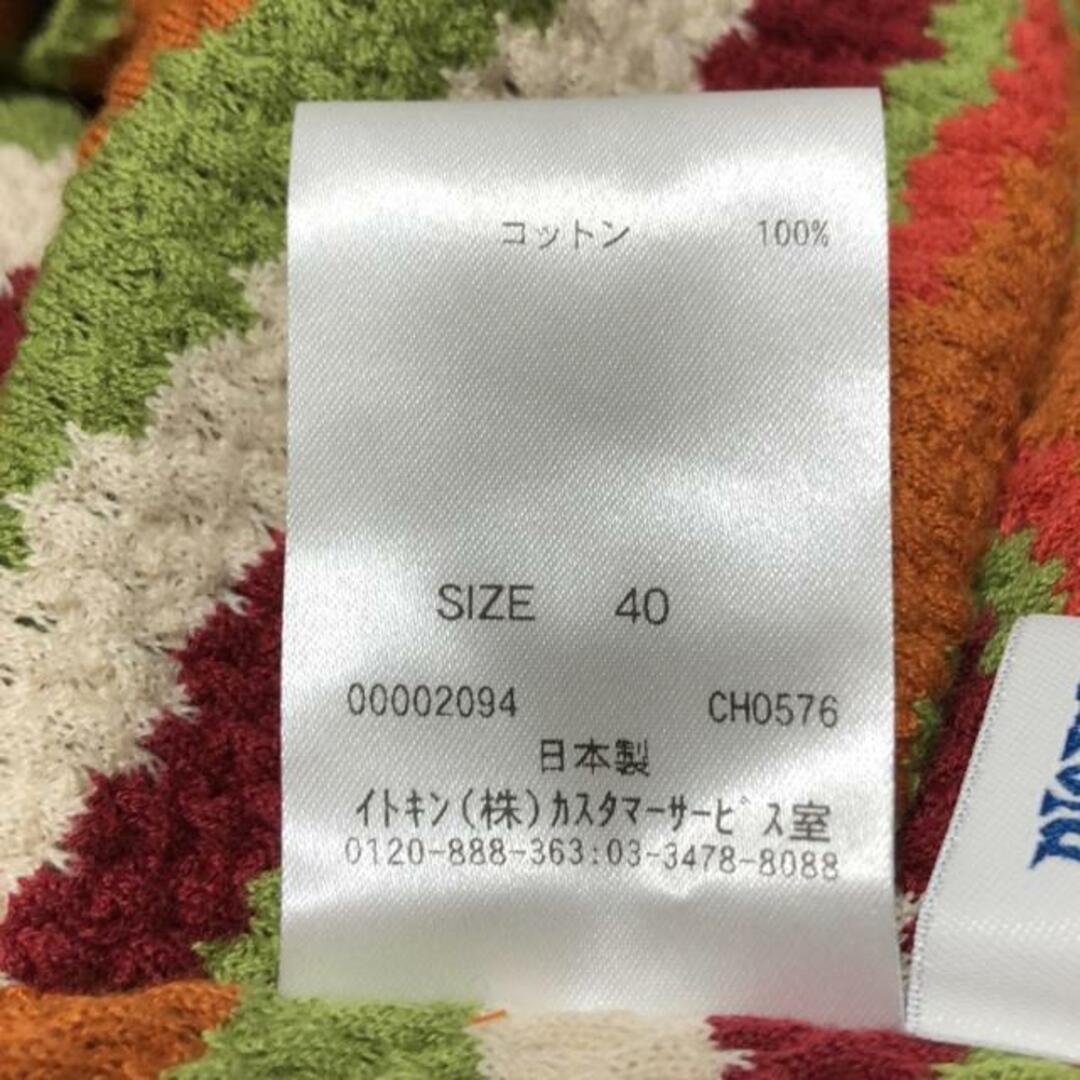 コットン 100%
SIZE 40
00002094 CH0576
日本製
イトキン(株)カスタマーサービス室
0120-888-363:03-3478-8088